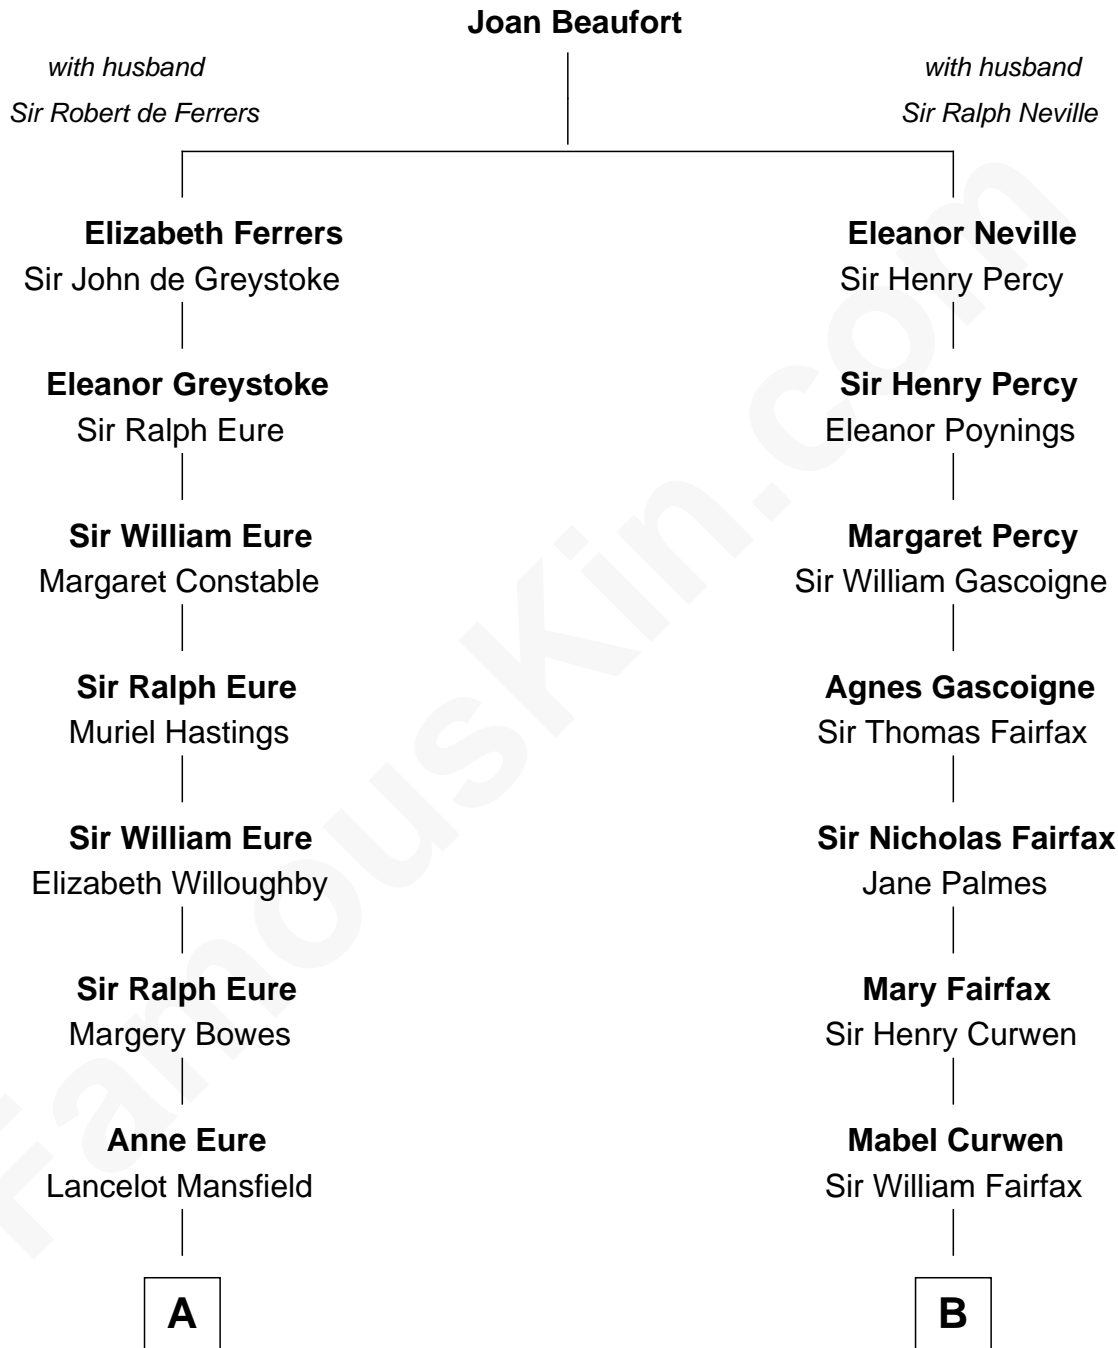 Joan Beaufort
with husband
Sir Robert de Ferrers
with husband
Sir Ralph Neville
Elizabeth Ferrers
Sir John de Greystoke
Eleanor Neville
Sir Henry Percy
Eleanor Greystoke
Sir Ralph Eure
Sir Henry Percy
Eleanor Poynings
Sir William Eure
Margaret Constable
Margaret Percy
Sir William Gascoigne
Sir Ralph Eure
Muriel Hastings
Agnes Gascoigne
Sir Thomas Fairfax
Sir William Eure
Elizabeth Willoughby
Sir Nicholas Fairfax
Jane Palmes
Sir Ralph Eure
Margery Bowes
Mary Fairfax
Sir Henry Curwen
Anne Eure
Lancelot Mansfield
Mabel Curwen
Sir William Fairfax
A
B
FamousKin.com